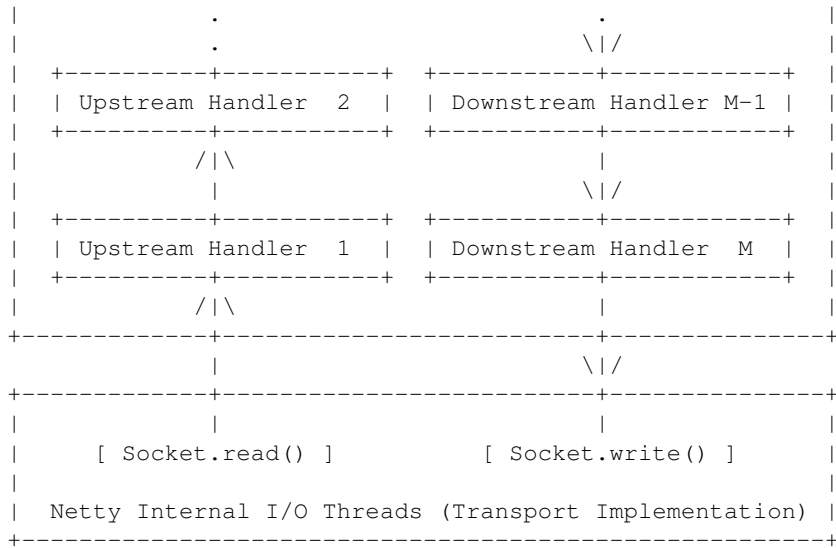 Upstream Handler 2 Downstream Handler M-1
Upstream Handler 1 Downstream Handler M
[ Socket.read() ] [ Socket.write() ]
Netty Internal I/O Threads (Transport Implementation)